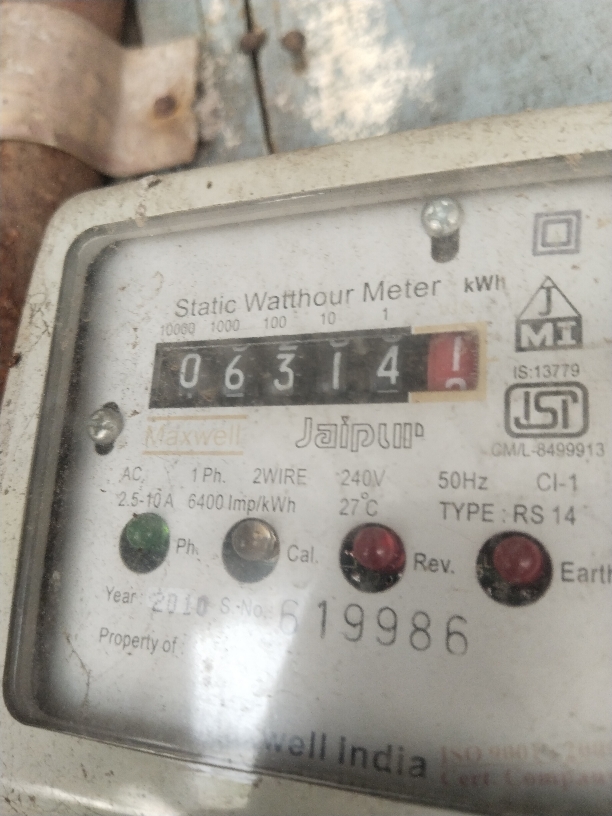 Static Watthour Meter kWh
10000 1000 100 10 1
0 6 3 1 4 1
J
MI
IS:13779
ISI
CM/L-8499913
Maxwell Jaipur
AC 1 Ph. 2WIRE 240V 50Hz Cl-1
2.5-10 A 6400 Imp/kWh 27°C TYPE : RS 14
Ph. Cal. Rev. Earth
Year: 2010 S.No. 619986
Property of
well India